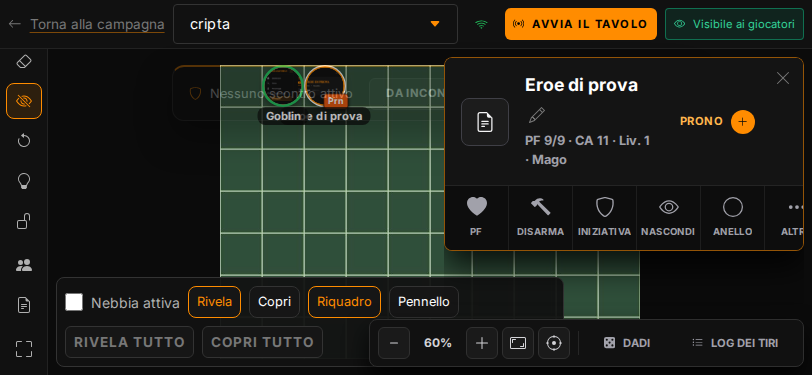 Torna alla campagna
cripta
AVVIA IL TAVOLO
Visibile ai giocatori
Nessuno scontro attivo
DA INCON
Prn
Goblin
e di prova
Eroe di prova
PF 9/9 · CA 11 · Liv. 1
· Mago
PRONO
PF
DISARMA
INIZIATIVA
NASCONDI
ANELLO
ALTR
Nebbia attiva
Rivela
Copri
Riquadro
Pennello
RIVELA TUTTO
COPRI TUTTO
60%
DADI
LOG DEI TIRI